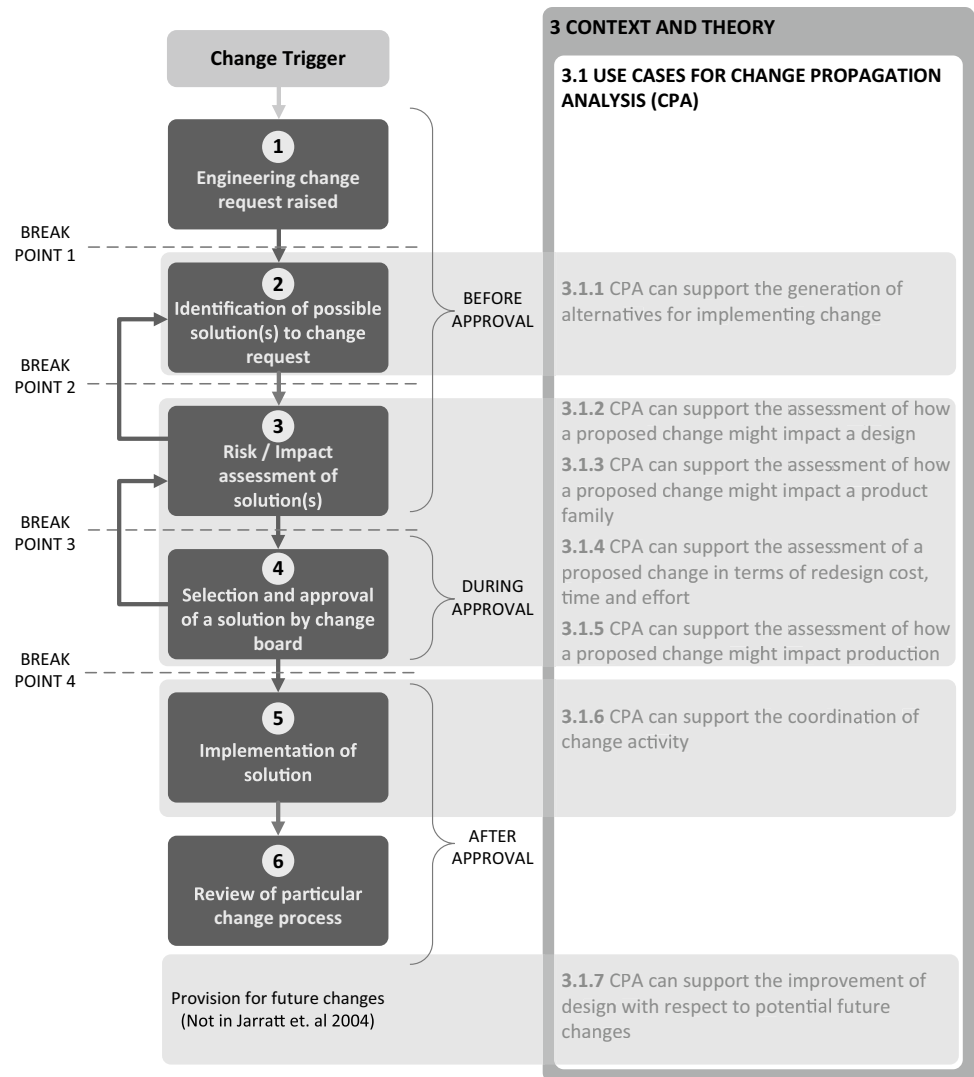 Change Trigger
1
Engineering change
request raised
BREAK
POINT 1
2
Identification of possible
solution(s) to change
request
BEFORE
APPROVAL
BREAK
POINT 2
3
Risk / Impact
assessment of
solution(s)
BREAK
POINT 3
4
Selection and approval
of a solution by change
board
DURING
APPROVAL
BREAK
POINT 4
5
Implementation of
solution
AFTER
APPROVAL
6
Review of particular
change process
Provision for future changes
(Not in Jarratt et. al 2004)
3 CONTEXT AND THEORY
3.1 USE CASES FOR CHANGE PROPAGATION
ANALYSIS (CPA)
3.1.1 CPA can support the generation of
alternatives for implementing change
3.1.2 CPA can support the assessment of how
a proposed change might impact a design
3.1.3 CPA can support the assessment of how
a proposed change might impact a product
family
3.1.4 CPA can support the assessment of a
proposed change in terms of redesign cost,
time and effort
3.1.5 CPA can support the assessment of how
a proposed change might impact production
3.1.6 CPA can support the coordination of
change activity
3.1.7 CPA can support the improvement of
design with respect to potential future
changes